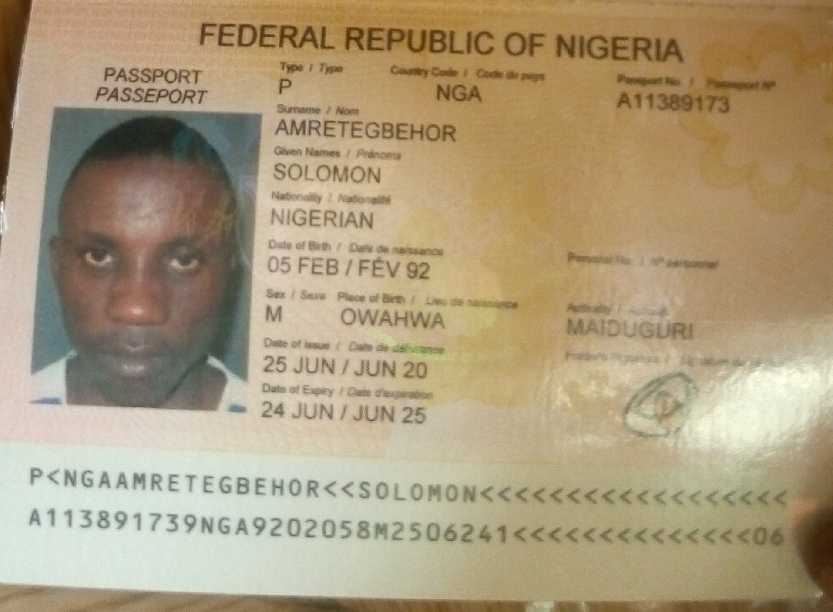 FEDERAL REPUBLIC OF NIGERIA
PASSPORT
PASSEPORT
Type / Type
P
Country Code / Code du pays
NGA
Passport No. / Passeport N°
A11389173
Surname / Nom
AMRETEGBEHOR
Given Names / Prénoms
SOLOMON
Nationality / Nationalité
NIGERIAN
Date of Birth / Date de naissance
05 FEB / FÉV 92
Personal No. / N° personnel
Sex / Sexe
M
Place of Birth / Lieu de naissance
OWAHWA
Authority / Autorité
MAIDUGURI
Date of Issue / Date de délivrance
25 JUN / JUN 20
Holder's Signature / Signature du
Date of Expiry / Date d'expiration
24 JUN / JUN 25
P<NGAAMRETEGBEHOR<<SOLOMON<<<<<<<<<<<<<<<<<<
A113891739NGA9202058M2506241<<<<<<<<<<<<<<06